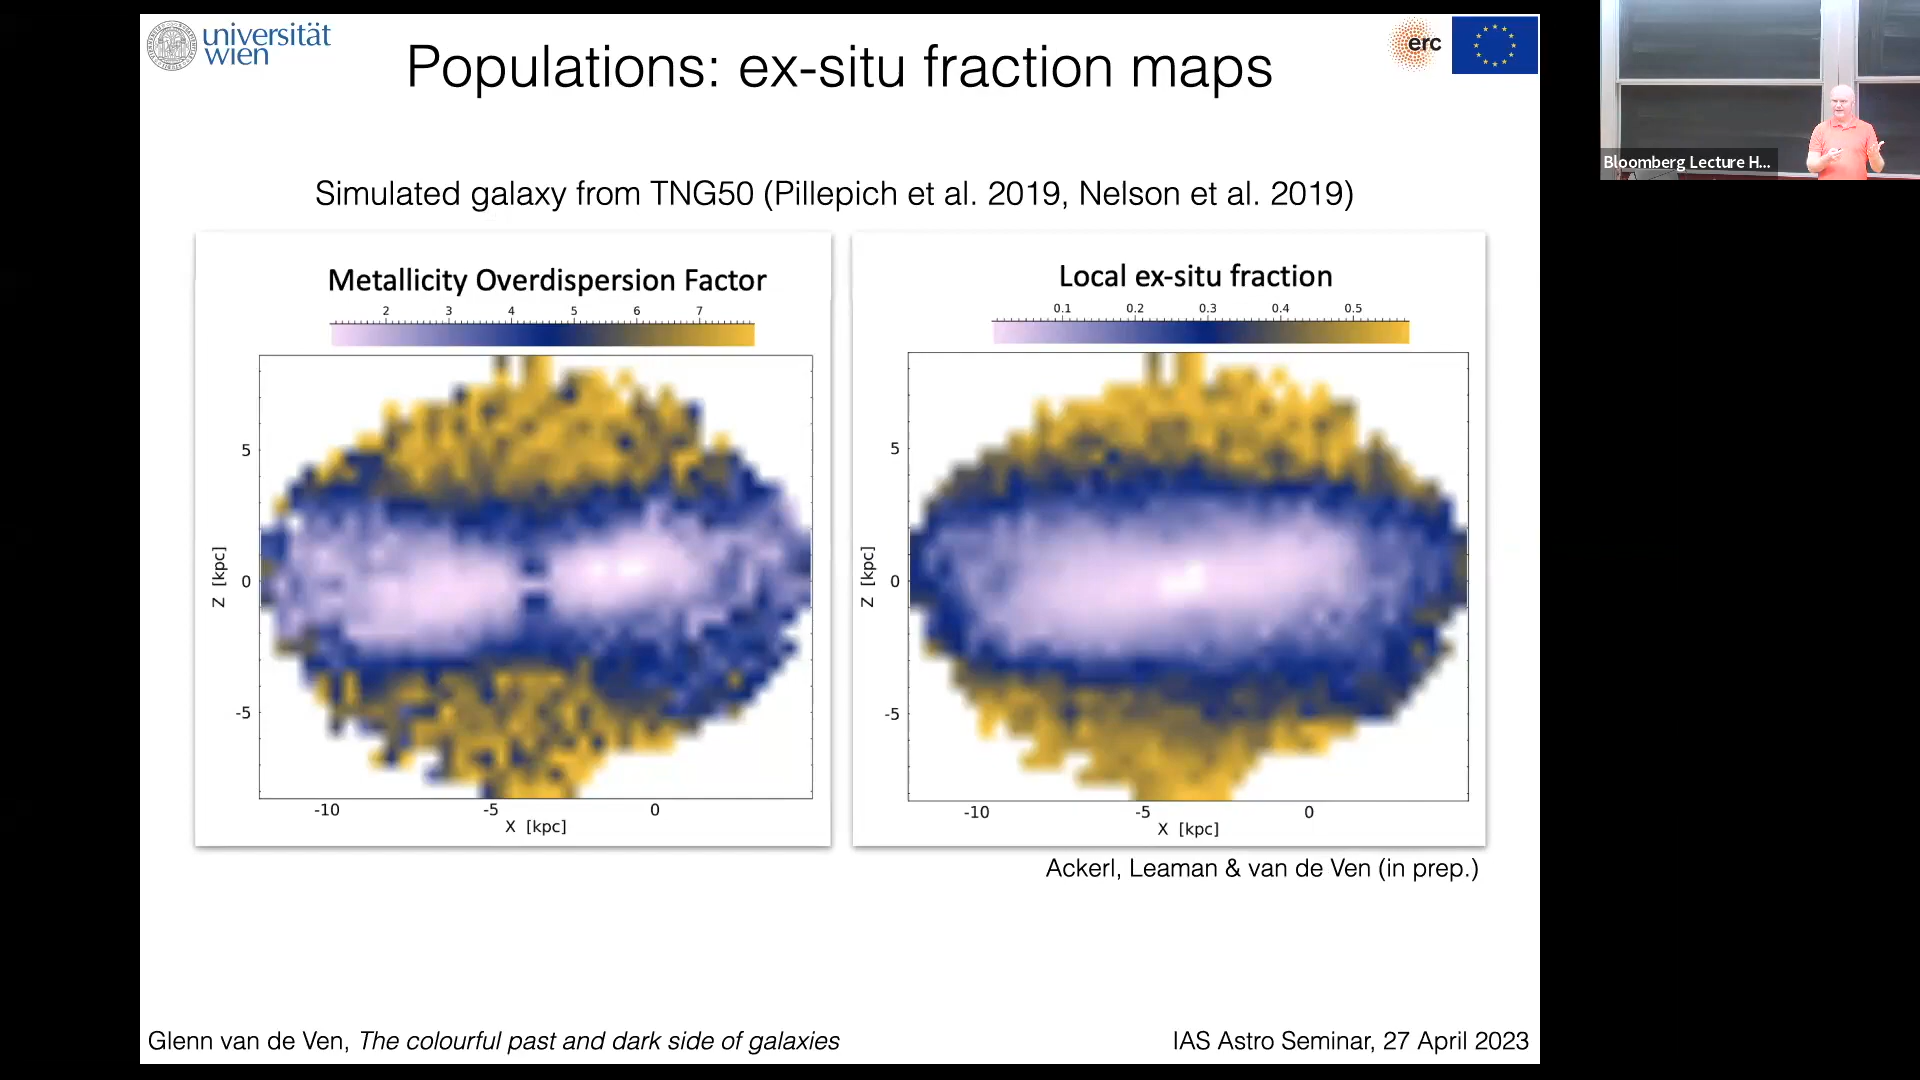 universität
wien
Populations: ex-situ fraction maps
erc
Bloomberg Lecture H...
Simulated galaxy from TNG50 (Pillepich et al. 2019, Nelson et al. 2019)
Metallicity Overdispersion Factor
2 3 4 5 6 7
5
0
-5
Z [kpc]
-10 -5 0
X [kpc]
Local ex-situ fraction
0.1 0.2 0.3 0.4 0.5
5
0
-5
Z [kpc]
-10 -5 0
X [kpc]
Ackerl, Leaman & van de Ven (in prep.)
Glenn van de Ven, The colourful past and dark side of galaxies
IAS Astro Seminar, 27 April 2023